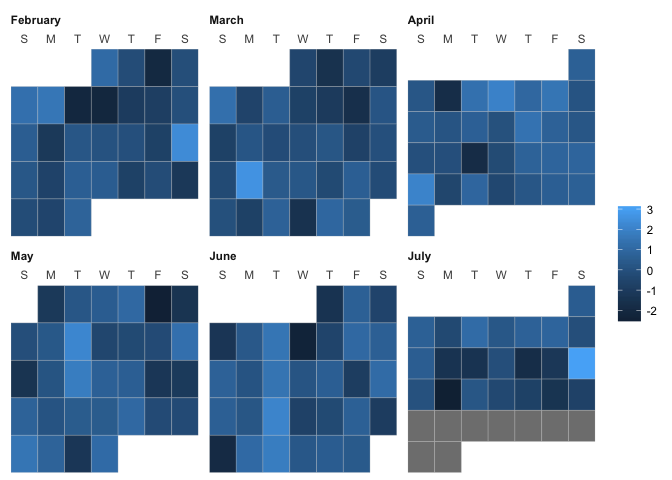 February
S M T W T F S
March
S M T W T F S
April
S M T W T F S
May
S M T W T F S
June
S M T W T F S
July
S M T W T F S
3
2
1
0
-1
-2